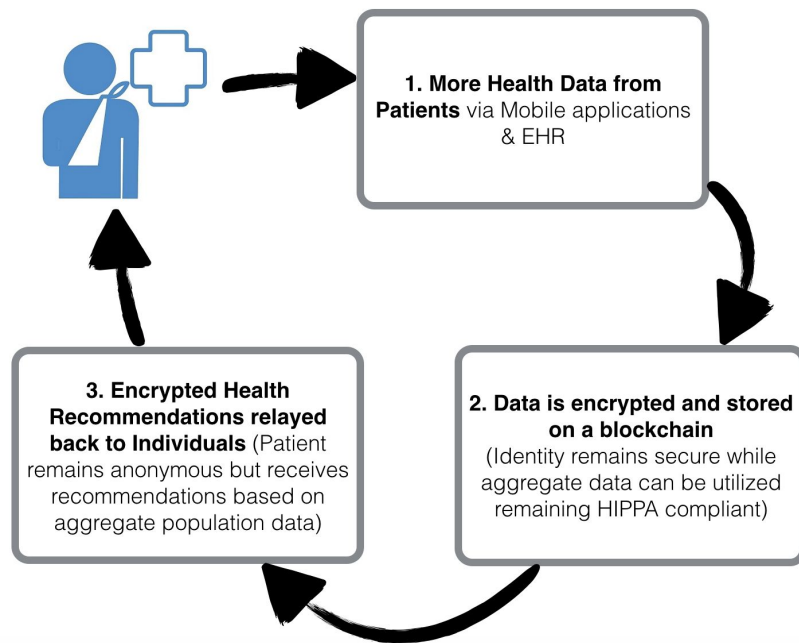 1. More Health Data from
Patients via Mobile applications
& EHR
2. Data is encrypted and stored
on a blockchain
(Identity remains secure while
aggregate data can be utilized
remaining HIPPA compliant)
3. Encrypted Health
Recommendations relayed
back to Individuals (Patient
remains anonymous but receives
recommendations based on
aggregate population data)